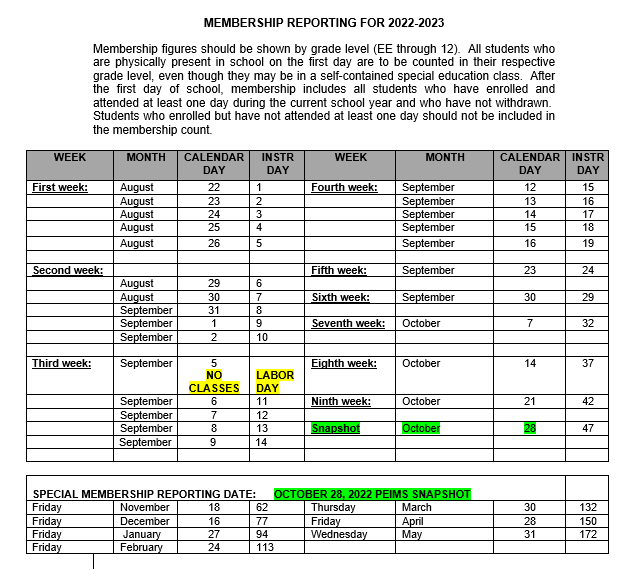 MEMBERSHIP REPORTING FOR 2022-2023
Membership figures should be shown by grade level (EE through 12). All students who
are physically present in school on the first day are to be counted in their respective
grade level, even though they may be in a self-contained special education class. After
the first day of school, membership includes all students who have enrolled and
attended at least one day during the current school year and who have not withdrawn.
Students who enrolled but have not attended at least one day should not be included in
the membership count.
WEEK MONTH CALENDAR DAY INSTR DAY WEEK MONTH CALENDAR DAY INSTR DAY
First week: August 22 1 Fourth week: September 12 15
August 23 2 September 13 16
August 24 3 September 14 17
August 25 4 September 15 18
August 26 5 September 16 19
Second week: Fifth week: September 23 24
August 29 6
August 30 7 Sixth week: September 30 29
September 31 8
September 1 9 Seventh week: October 7 32
September 2 10
Third week: September 5 NO CLASSES LABOR DAY Eighth week: October 14 37
September 6 11 Ninth week: October 21 42
September 7 12
September 8 13 Snapshot October 28 47
September 9 14
SPECIAL MEMBERSHIP REPORTING DATE: OCTOBER 28, 2022 PEIMS SNAPSHOT
Friday November 18 62 Thursday March 30 132
Friday December 16 77 Friday April 28 150
Friday January 27 94 Wednesday May 31 172
Friday February 24 113